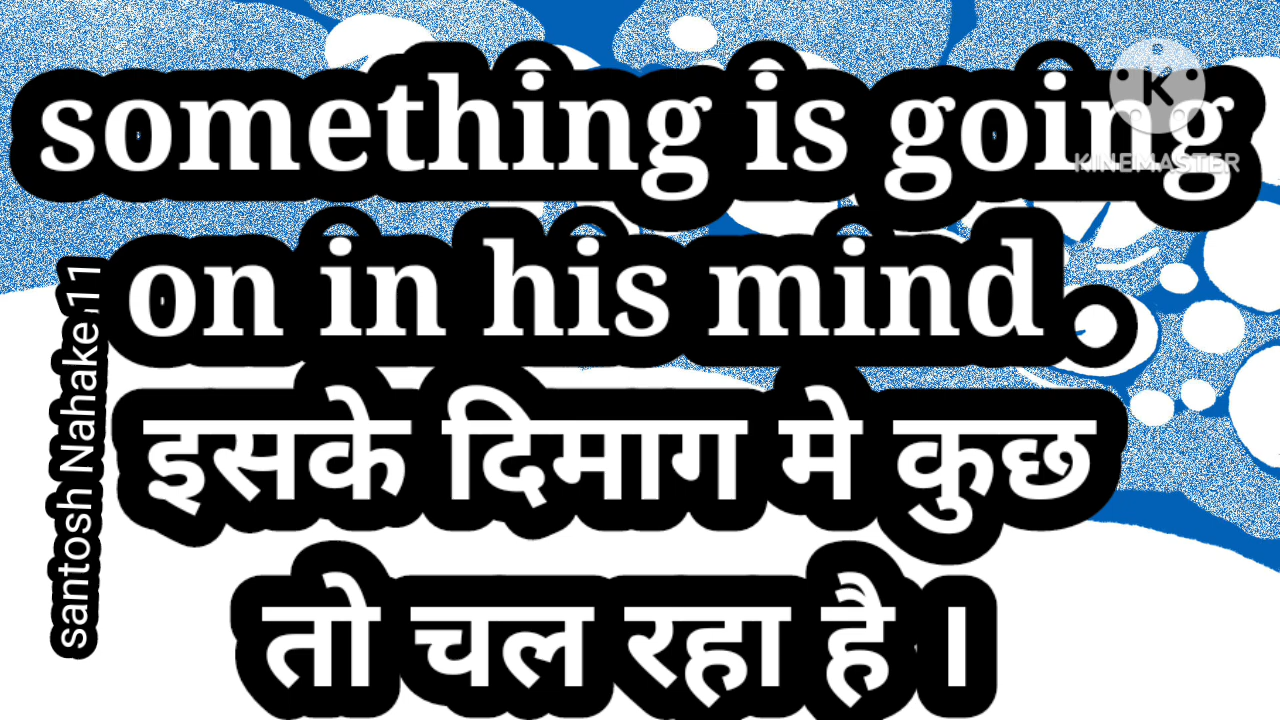 something is going
on in his mind .
इसके दिमाग मे कुछ
तो चल रहा है ।
santosh Nahake.11
KINEMASTER